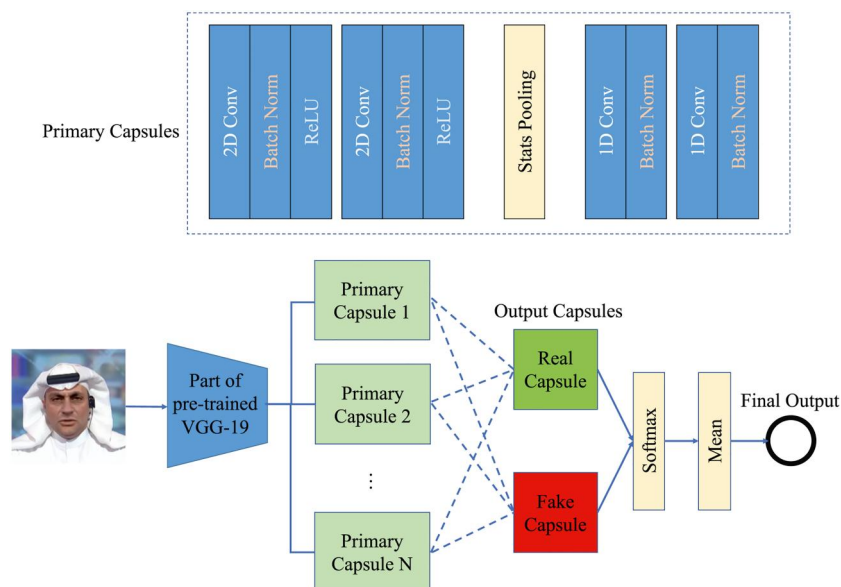 Primary Capsules
2D Conv
Batch Norm
ReLU
2D Conv
Batch Norm
ReLU
Stats Pooling
1D Conv
Batch Norm
1D Conv
Batch Norm
Part of
pre-trained
VGG-19
Primary
Capsule 1
Primary
Capsule 2
...
Primary
Capsule N
Output Capsules
Real
Capsule
Fake
Capsule
Softmax
Mean
Final Output